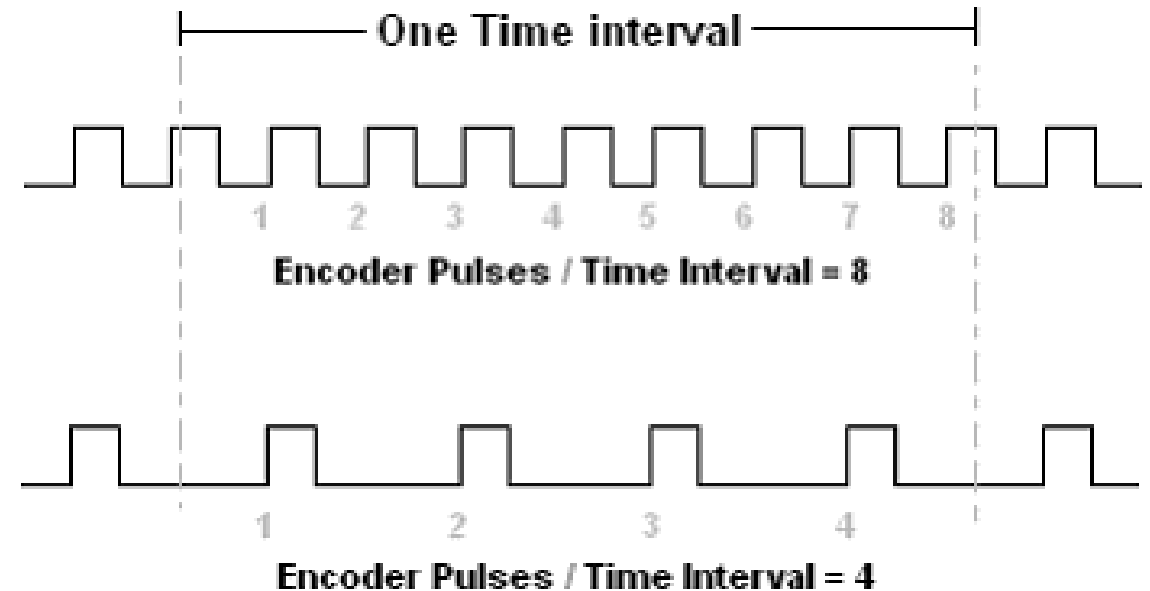 One Time interval
1 2 3 4 5 6 7 8
Encoder Pulses / Time Interval = 8
1 2 3 4
Encoder Pulses / Time Interval = 4